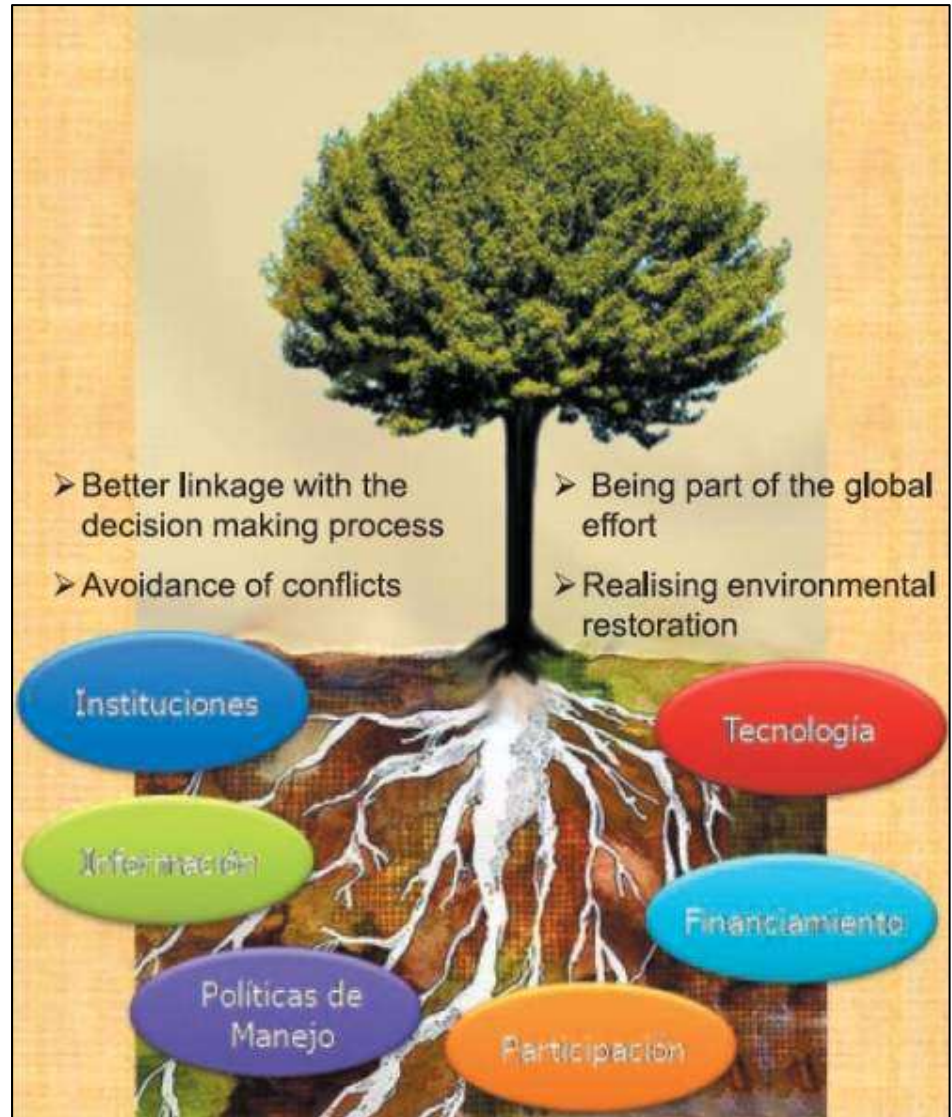 ➢ Better linkage with the
decision making process
➢ Avoidance of conflicts
➢ Being part of the global
effort
➢ Realising environmental
restoration
Instituciones
Tecnología
Información
Financiamiento
Políticas de
Manejo
Participación